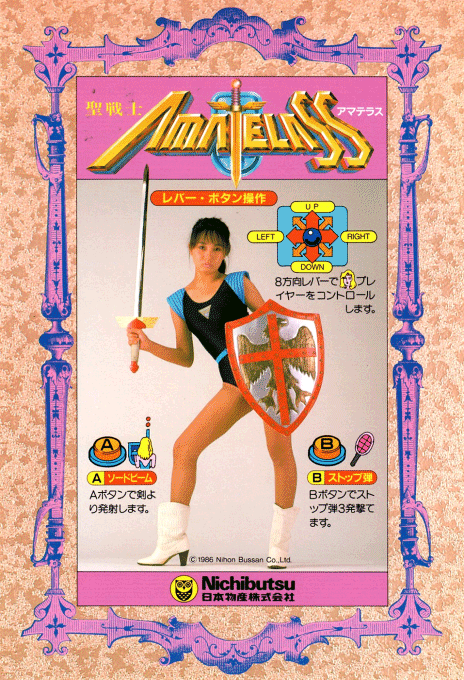 聖戦士
AMATELASS
アマテラス
レバー・ボタン操作
UP
LEFT
RIGHT
DOWN
8方向レバーで プレ
イヤーをコントロール
します。
A
A ソードビーム
Aボタンで剣よ
り発射します。
B
B ストップ弾
Bボタンでスト
ップ弾3発撃て
ます。
© 1986 Nihon Bussan Co., Ltd.
Nichibutsu
日本物産株式会社